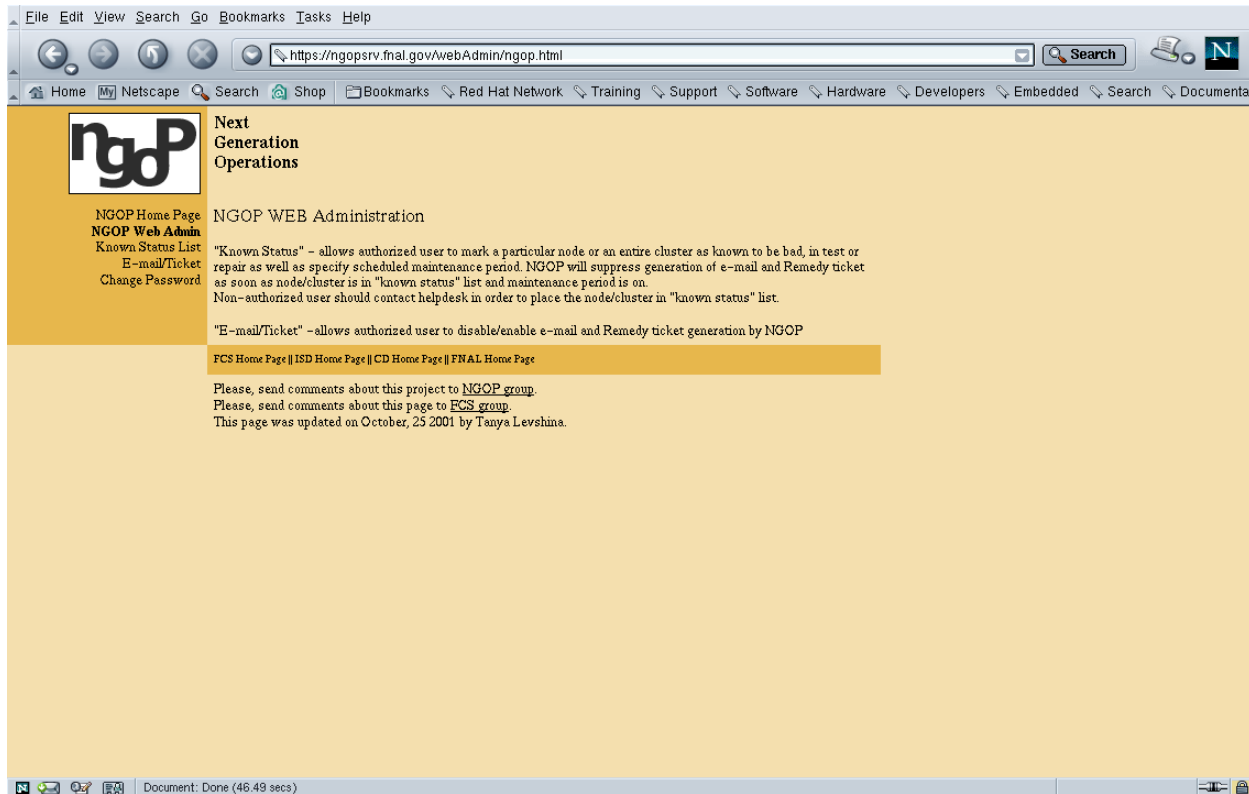 File Edit View Search Go Bookmarks Tasks Help
https://ngopsrv.fnal.gov/webAdmin/ngop.html
Search
N
Home My Netscape Search Shop Bookmarks Red Hat Network Training Support Software Hardware Developers Embedded Search Documenta
ngoP
Next
Generation
Operations
NGOP Home Page
NGOP Web Admin
Known Status List
E-mail/Ticket
Change Password
NGOP WEB Administration
"Known Status" - allows authorized user to mark a particular node or an entire cluster as known to be bad, in test or
repair as well as specify scheduled maintenance period. NGOP will suppress generation of e-mail and Remedy ticket
as soon as node/cluster is in "known status" list and maintenance period is on.
Non-authorized user should contact helpdesk in order to place the node/cluster in "known status" list.
"E-mail/Ticket" -allows authorized user to disable/enable e-mail and Remedy ticket generation by NGOP
FCS Home Page || ISD Home Page || CD Home Page || FNAL Home Page
Please, send comments about this project to NGOP group.
Please, send comments about this page to FCS group.
This page was updated on October, 25 2001 by Tanya Levshina.
N
Document: Done (46.49 secs)